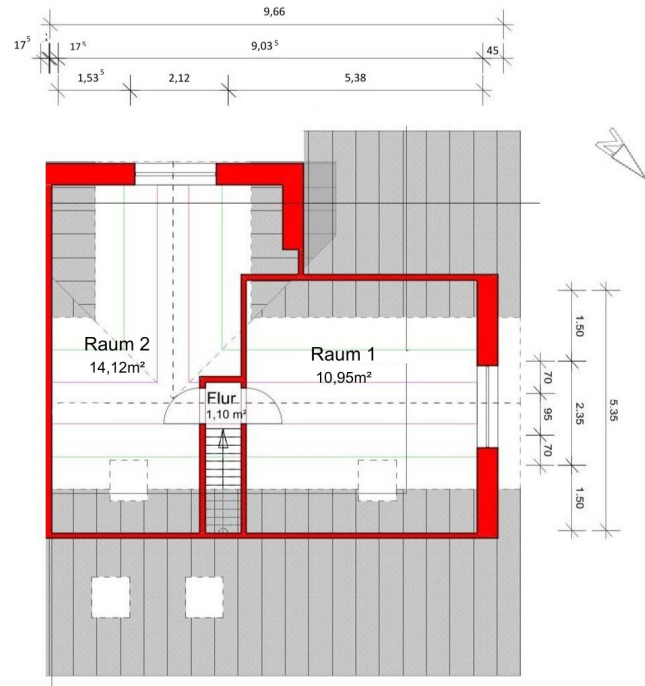 9,66
17⁵ 17⁵ 9,03⁵ 45
1,53⁵ 2,12 5,38
N
1.50
Raum 2
14,12m²
Raum 1
10,95m²
70
2.35
5.35
Flur
1,10 m²
95
70
1.50